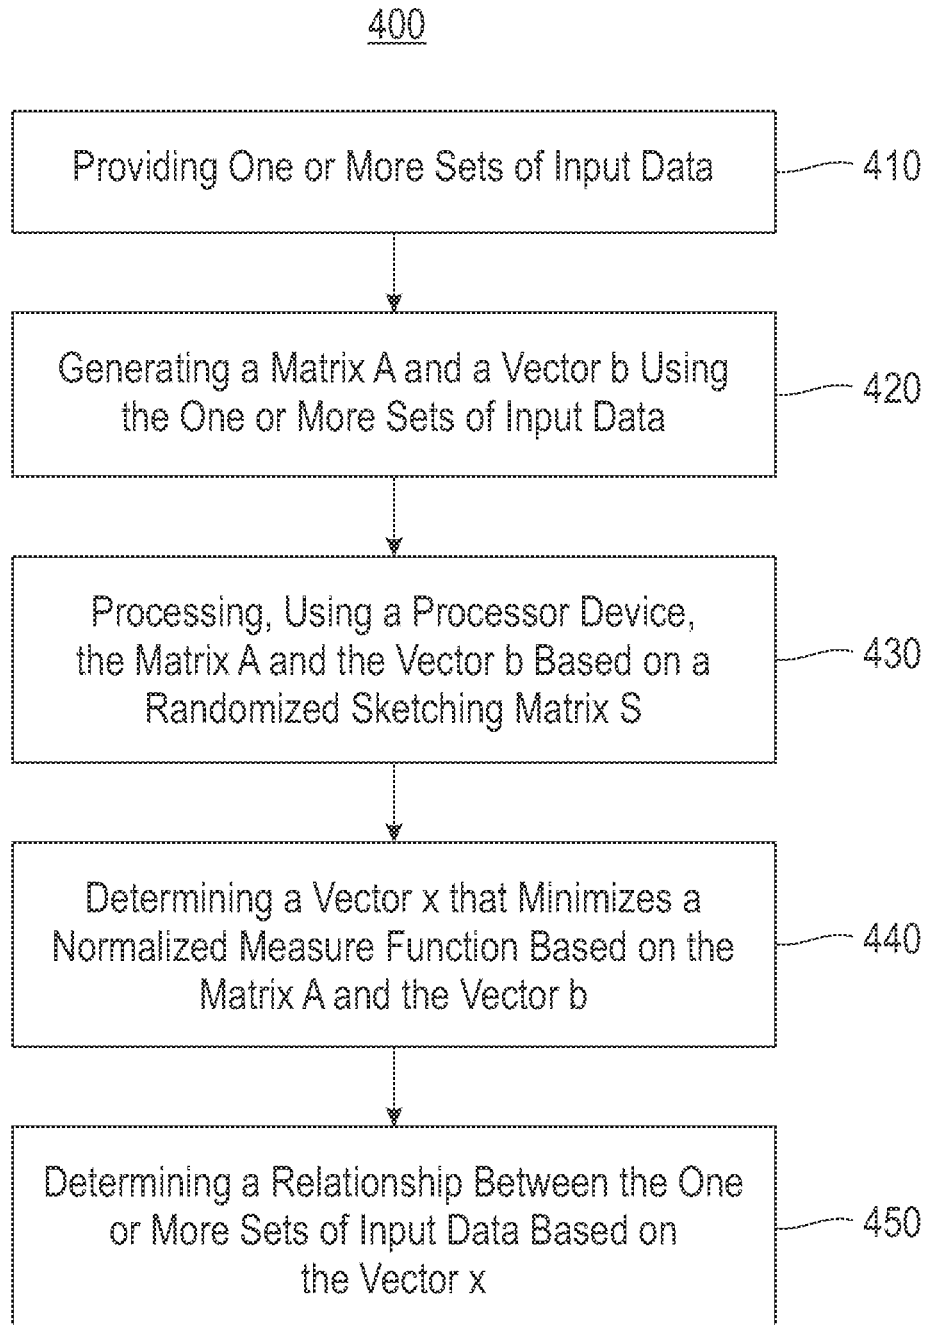 400
Providing One or More Sets of Input Data
410
Generating a Matrix A and a Vector b Using
the One or More Sets of Input Data
420
Processing, Using a Processor Device,
the Matrix A and the Vector b Based on a
Randomized Sketching Matrix S
430
Determining a Vector x that Minimizes a
Normalized Measure Function Based on the
Matrix A and the Vector b
440
Determining a Relationship Between the One
or More Sets of Input Data Based on
the Vector x
450